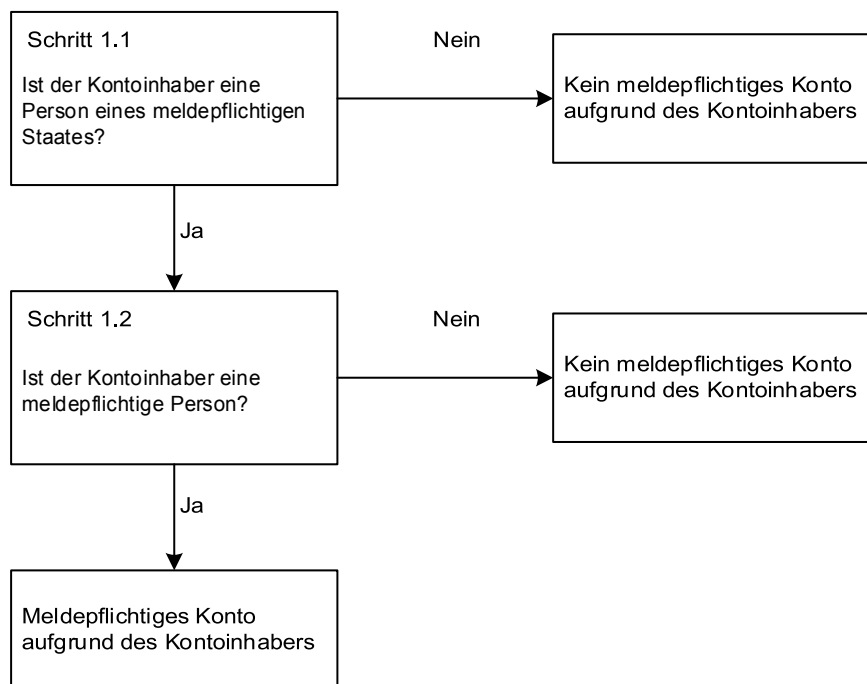 Schritt 1.1
Ist der Kontoinhaber eine
Person eines meldepflichtigen
Staates?
Nein
Kein meldepflichtiges Konto
aufgrund des Kontoinhabers
Ja
Schritt 1.2
Ist der Kontoinhaber eine
meldepflichtige Person?
Nein
Kein meldepflichtiges Konto
aufgrund des Kontoinhabers
Ja
Meldepflichtiges Konto
aufgrund des Kontoinhabers